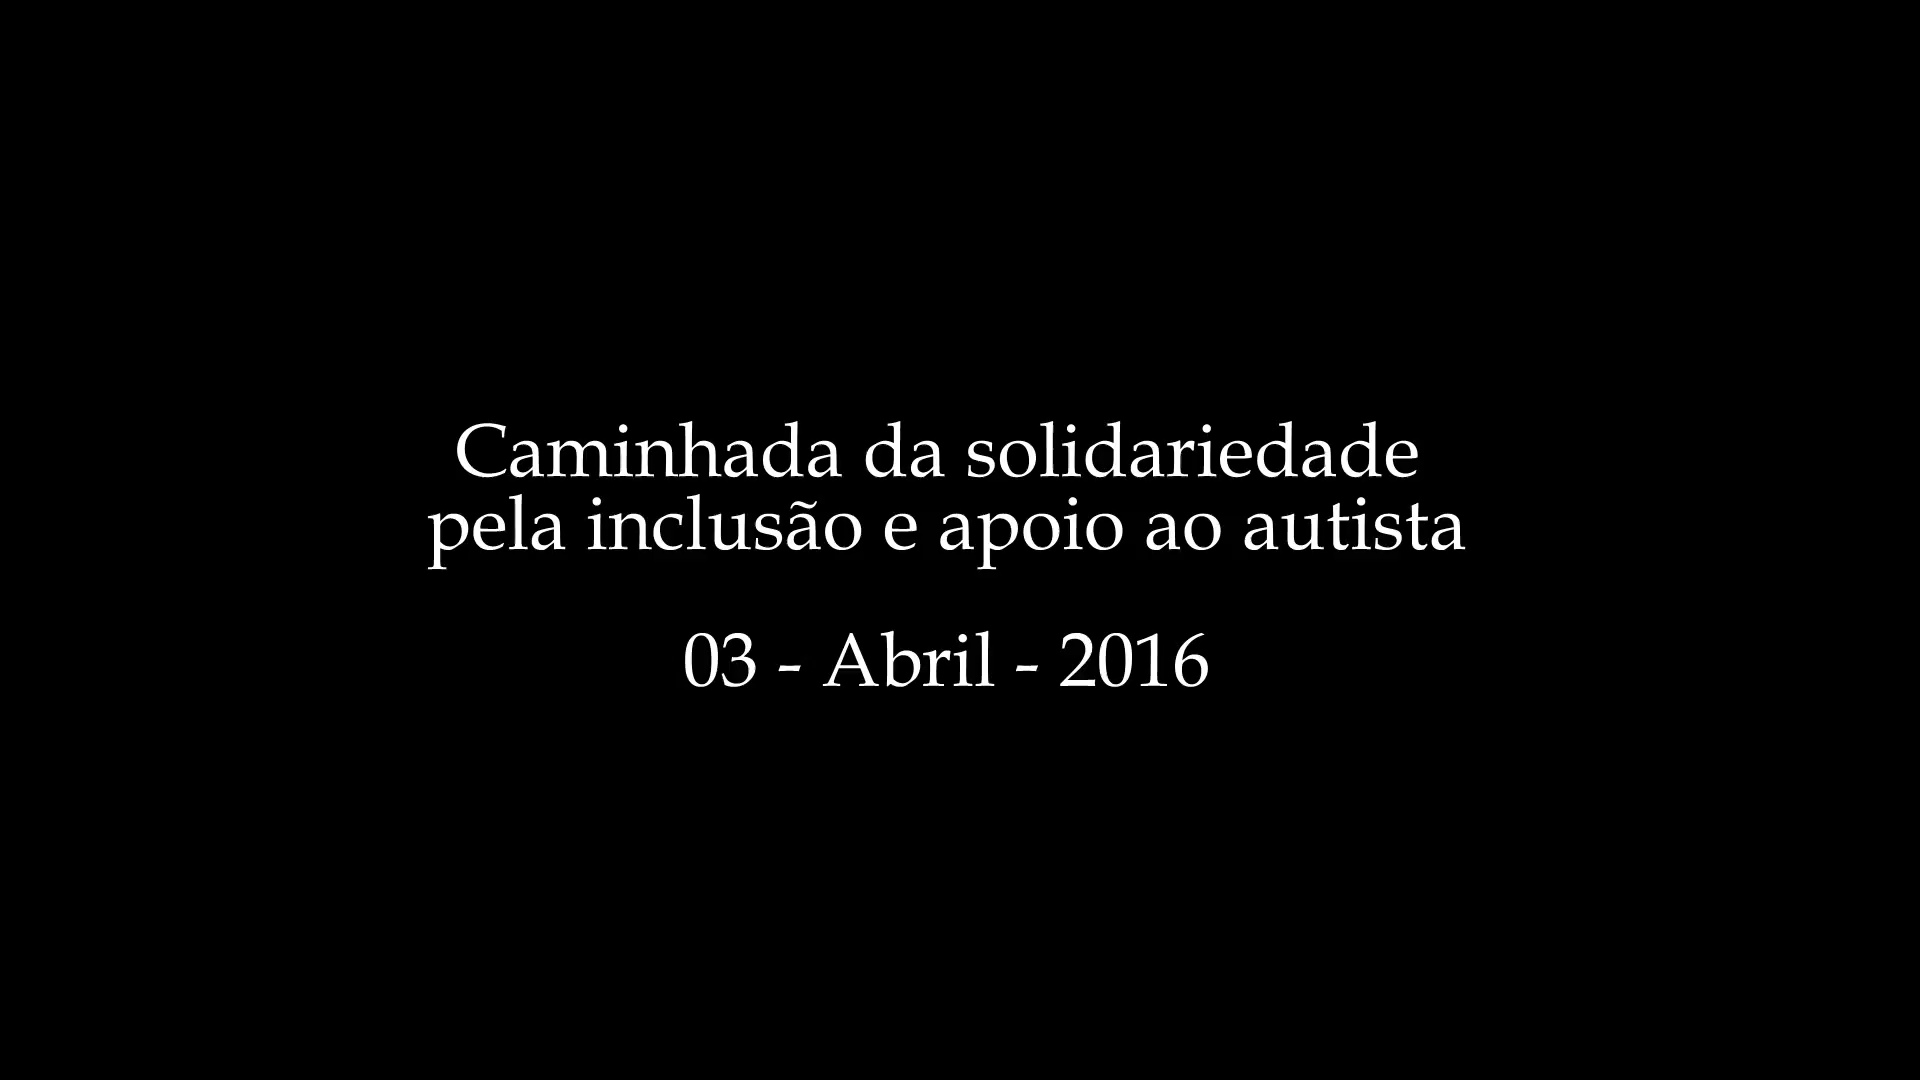 Caminhada da solidariedade
pela inclusão e apoio ao autista
03 - Abril - 2016